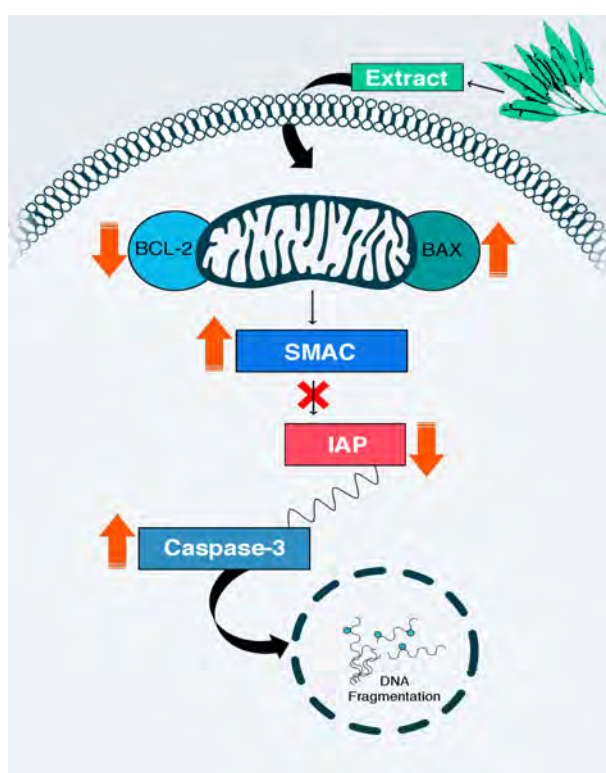 Extract
BCL-2
BAX
SMAC
IAP
Caspase-3
DNA
Fragmentation